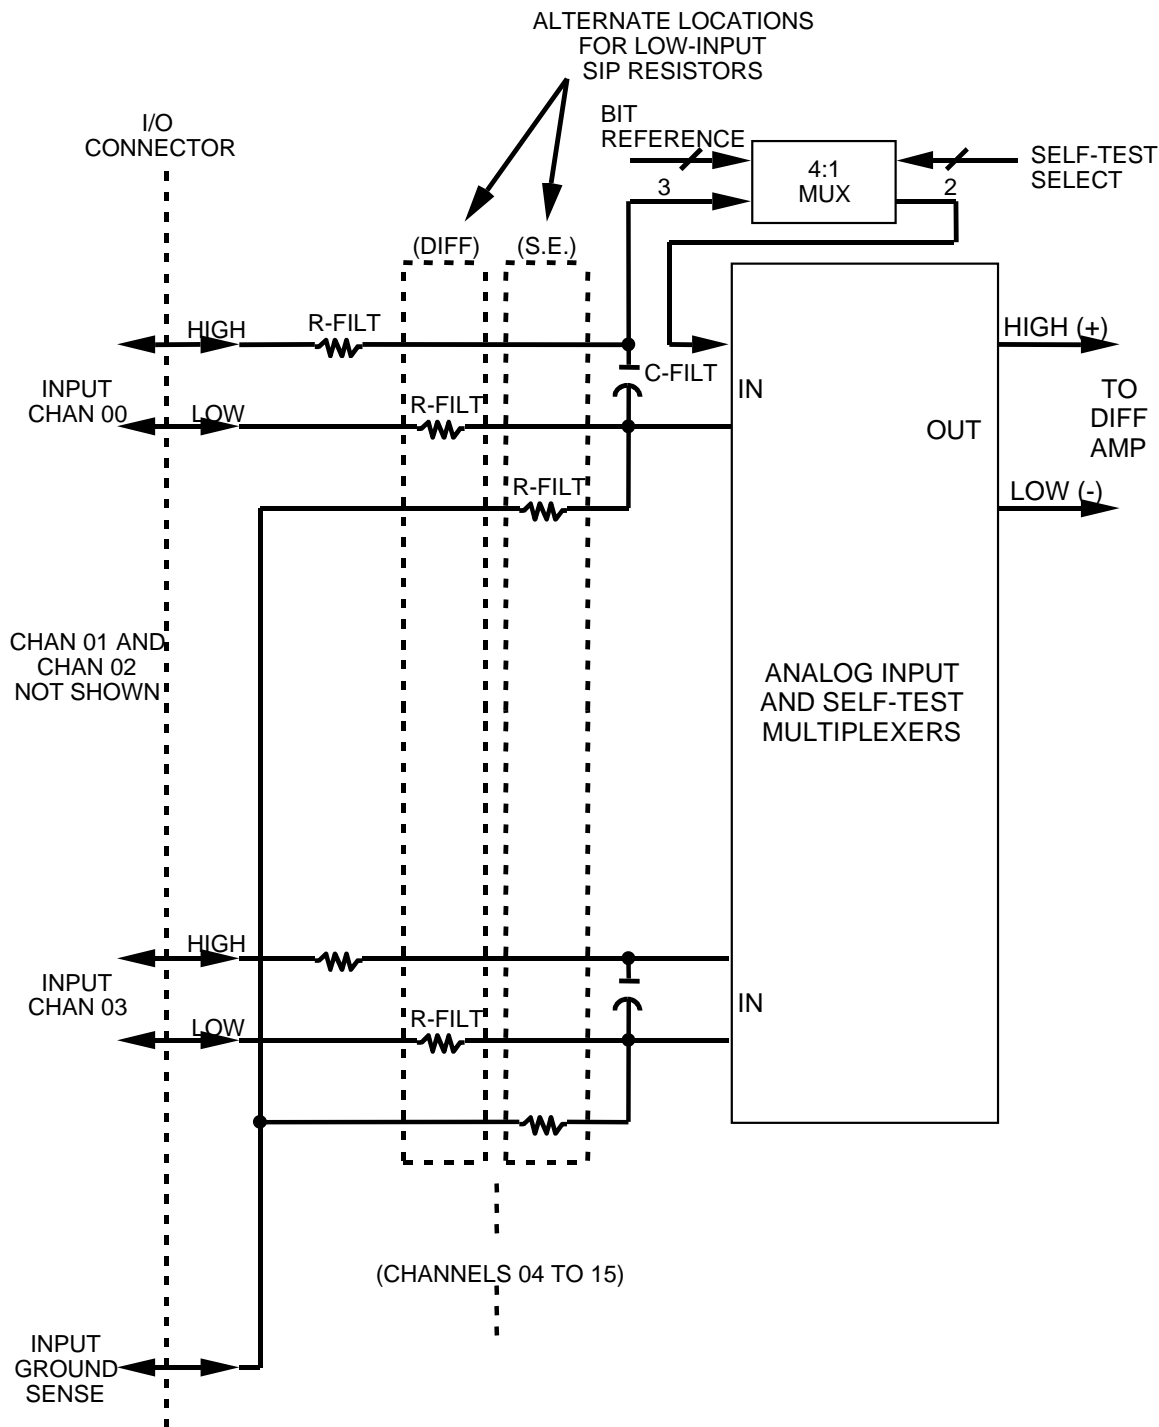 ALTERNATE LOCATIONS
FOR LOW-INPUT
SIP RESISTORS
I/O
CONNECTOR
BIT
REFERENCE
4:1
MUX
SELF-TEST
SELECT
3
2
(DIFF)
(S.E.)
HIGH
R-FILT
HIGH (+)
INPUT
CHAN 00
C-FILT
IN
TO
DIFF
AMP
LOW
R-FILT
OUT
R-FILT
LOW (-)
CHAN 01 AND
CHAN 02
NOT SHOWN
ANALOG INPUT
AND SELF-TEST
MULTIPLEXERS
HIGH
INPUT
CHAN 03
IN
LOW
R-FILT
(CHANNELS 04 TO 15)
INPUT
GROUND
SENSE